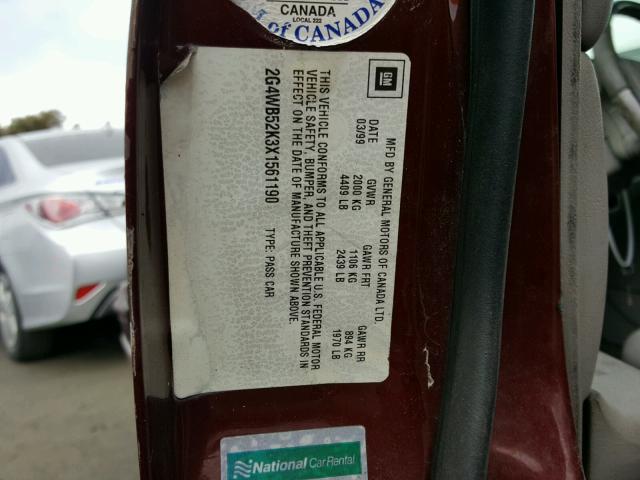 CANADA
LOCAL 222
of CANADA
GM
MFD BY GENERAL MOTORS OF CANADA LTD.
DATE GVWR GAWR FRT GAWR RR
03/99 2000 KG 1106 KG 894 KG
4409 LB 2439 LB 1970 LB
THIS VEHICLE CONFORMS TO ALL APPLICABLE U.S. FEDERAL MOTOR
VEHICLE SAFETY, BUMPER, AND THEFT PREVENTION STANDARDS IN
EFFECT ON THE DATE OF MANUFACTURE SHOWN ABOVE.
2G4WB52K3X1561190 TYPE: PASS CAR
National Car Rental